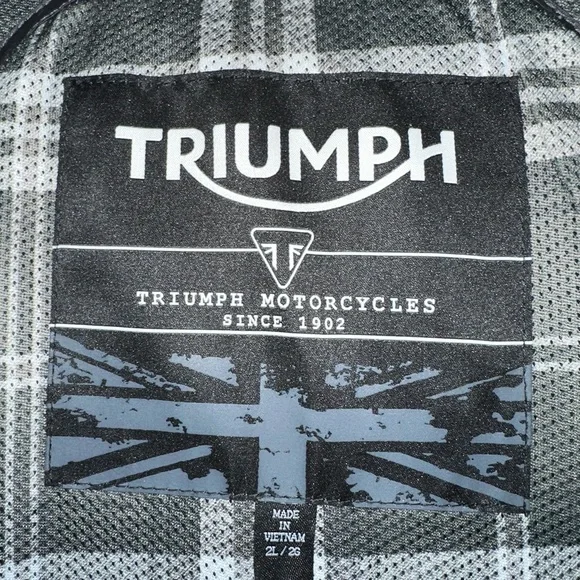 TRIUMPH
TRIUMPH MOTORCYCLES
SINCE 1902
MADE
IN
VIETNAM
2L/2G